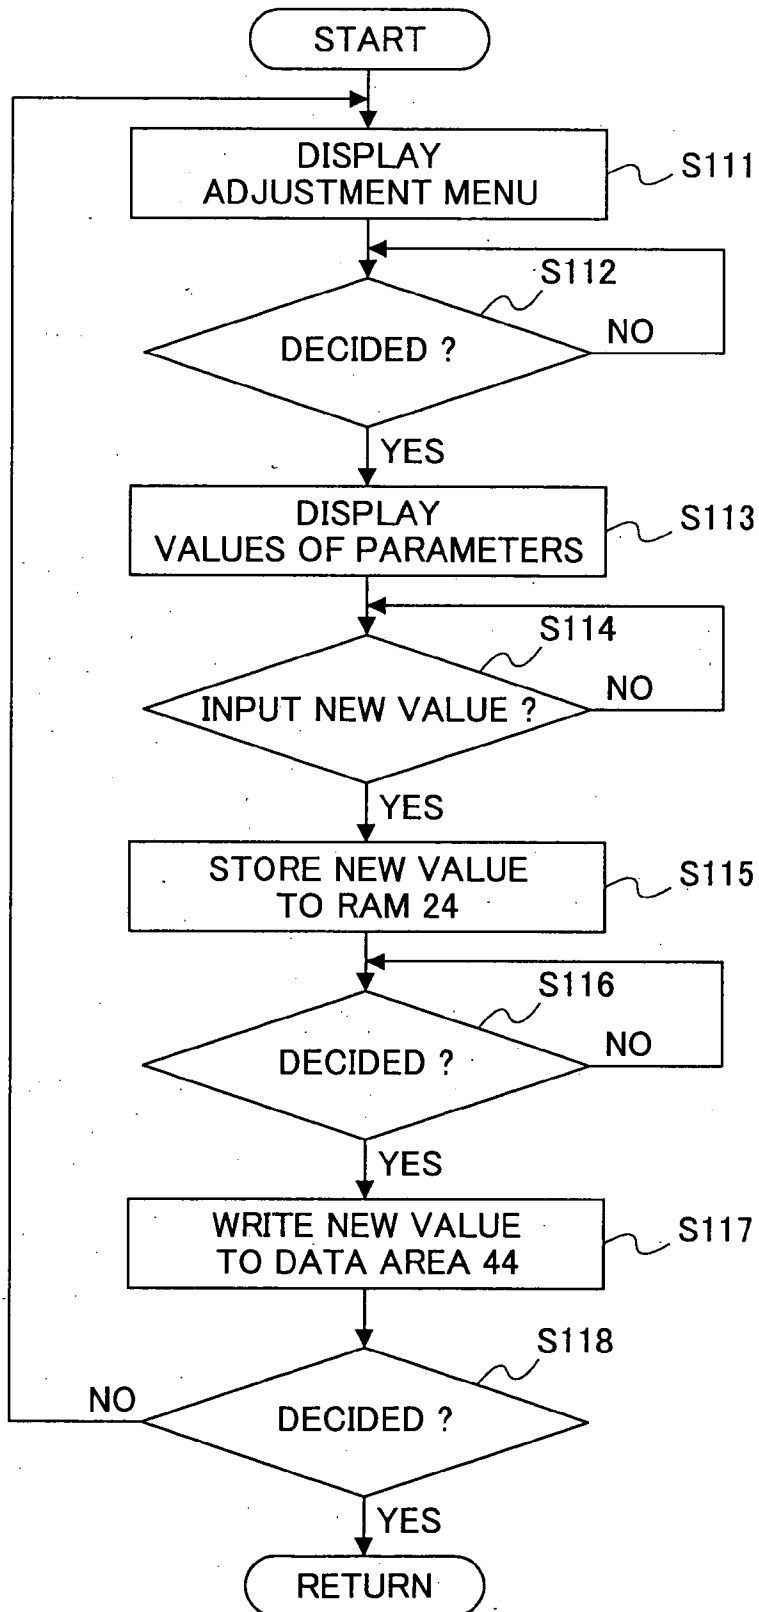 START
DISPLAY
ADJUSTMENT MENU
S111
S112
DECIDED ?
NO
YES
DISPLAY
VALUES OF PARAMETERS
S113
S114
INPUT NEW VALUE ?
NO
YES
STORE NEW VALUE
TO RAM 24
S115
S116
DECIDED ?
NO
YES
WRITE NEW VALUE
TO DATA AREA 44
S117
S118
NO
DECIDED ?
YES
RETURN